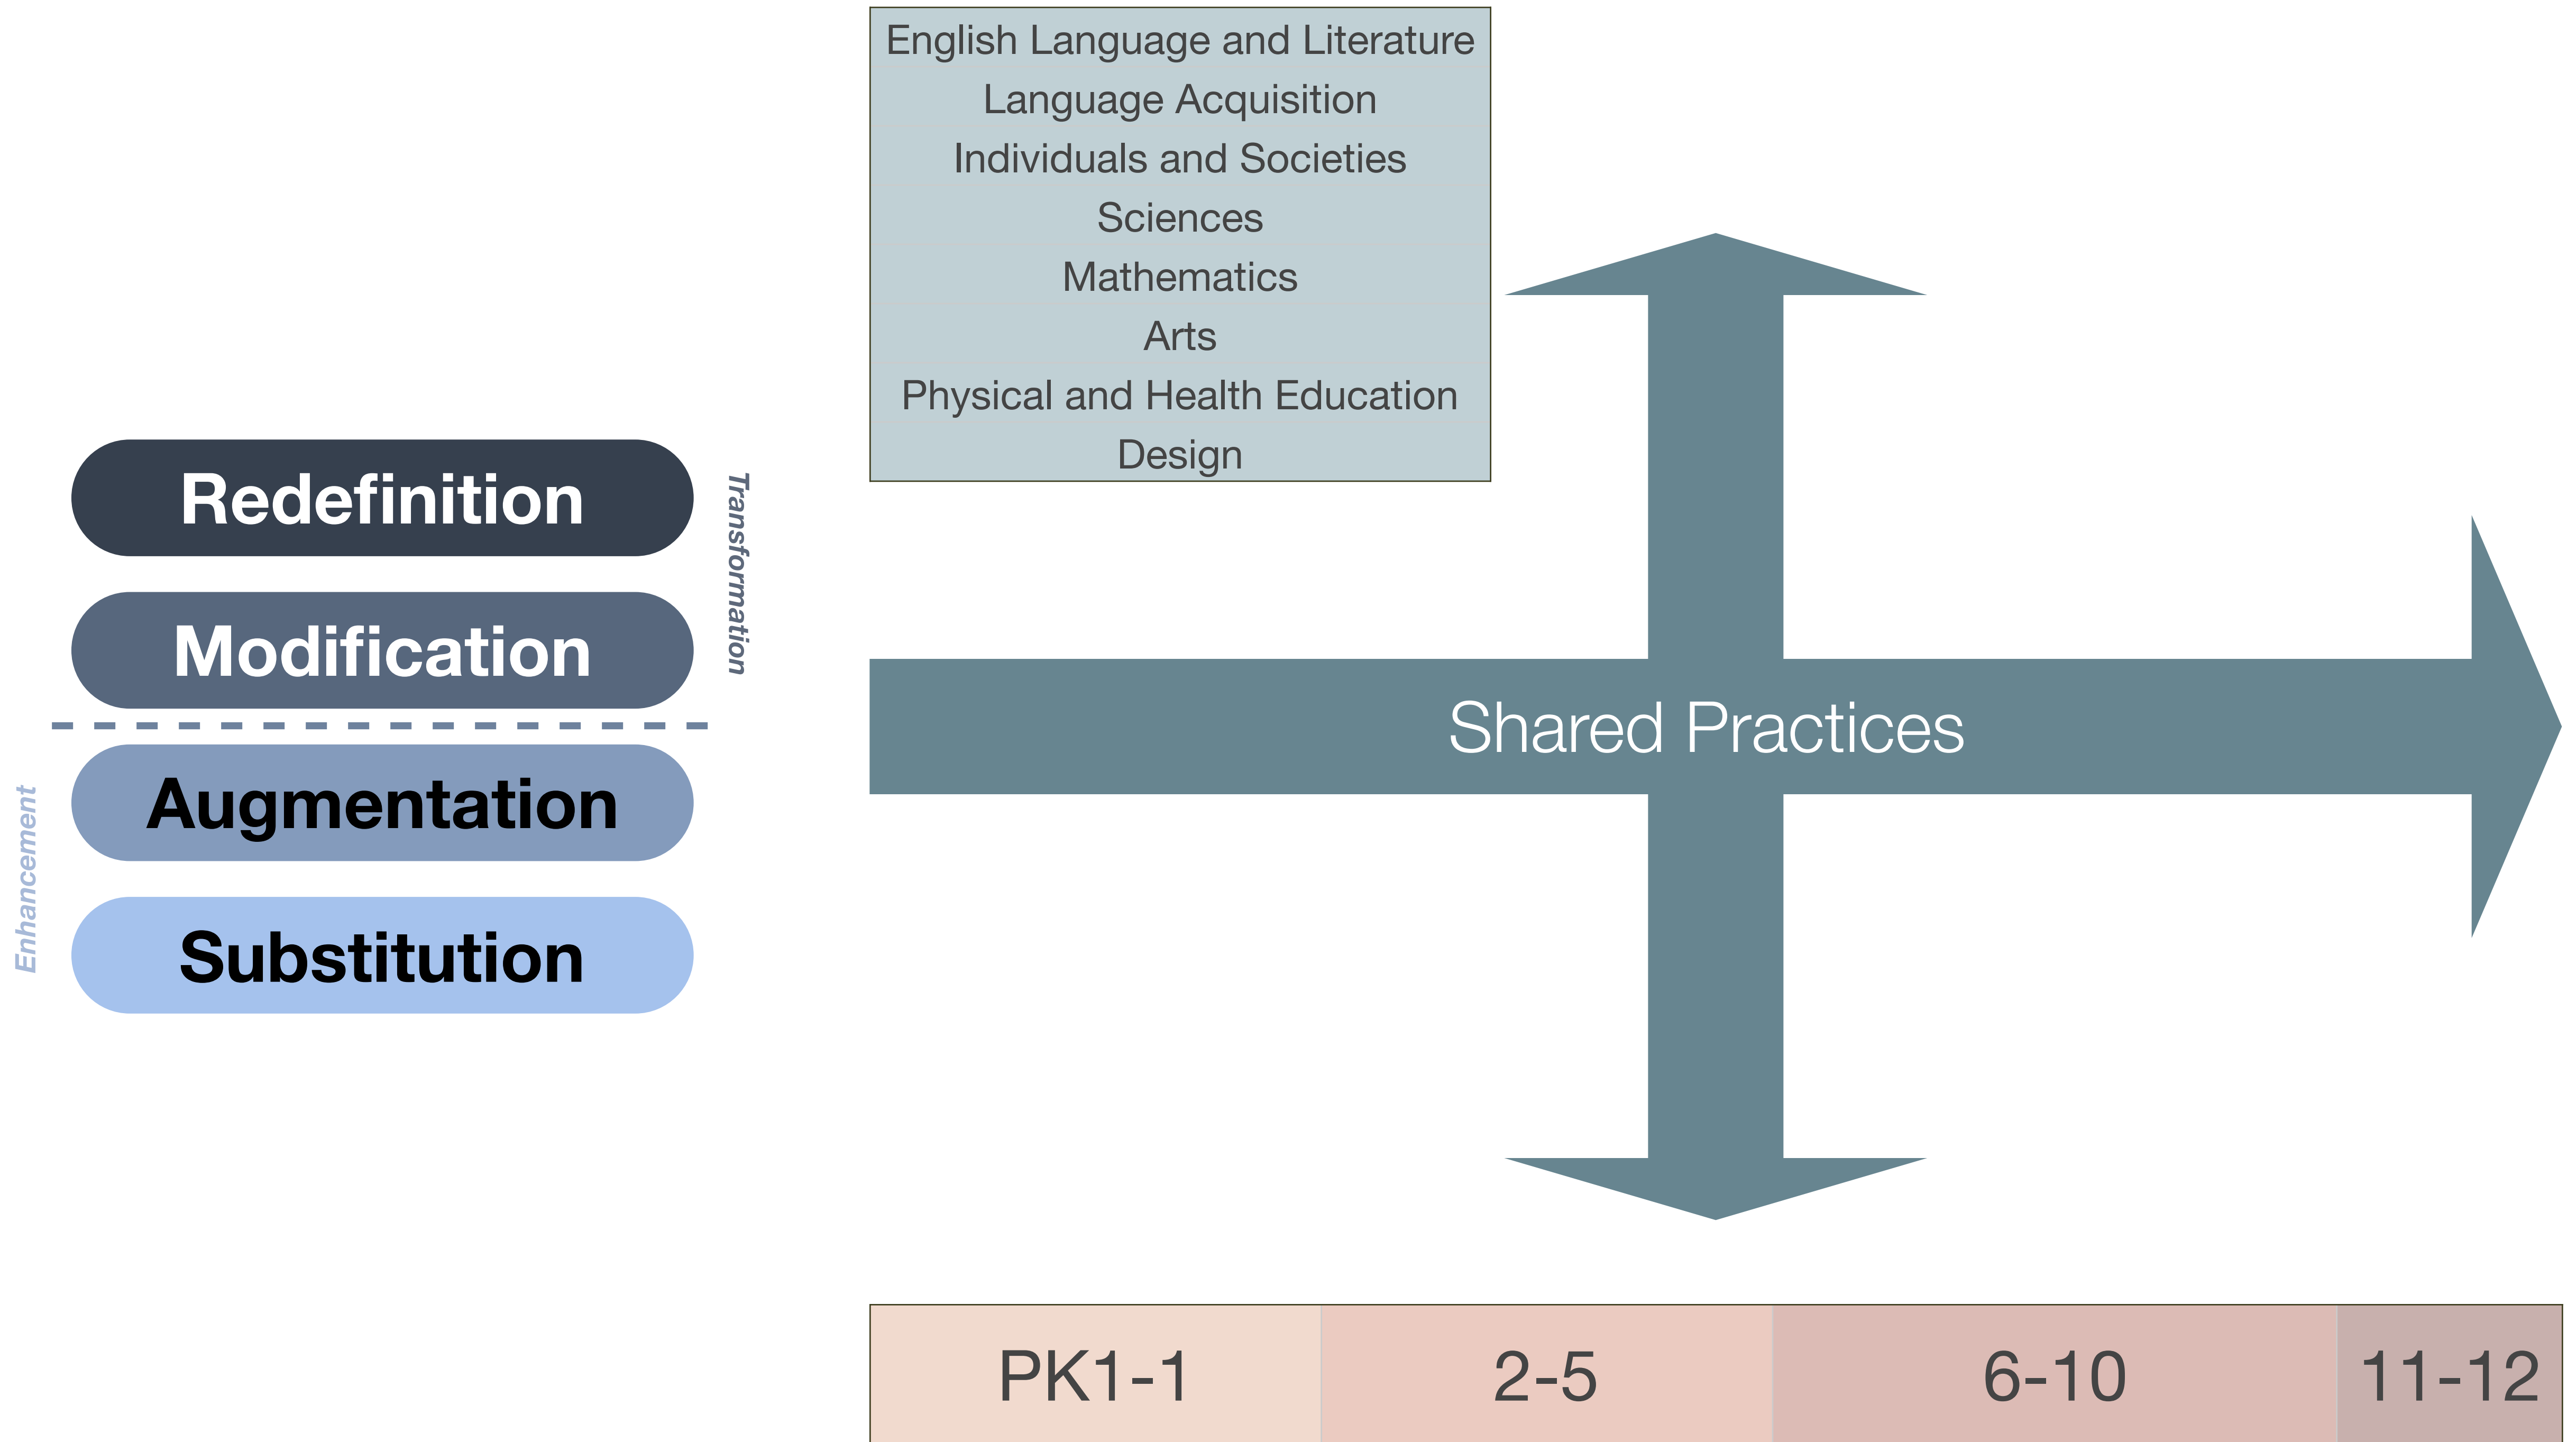 English Language and Literature
Language Acquisition
Individuals and Societies
Sciences
Mathematics
Arts
Physical and Health Education
Design
Redefinition
Modification
Transformation
Augmentation
Substitution
Enhancement
Shared Practices
PK1-1
2-5
6-10
11-12